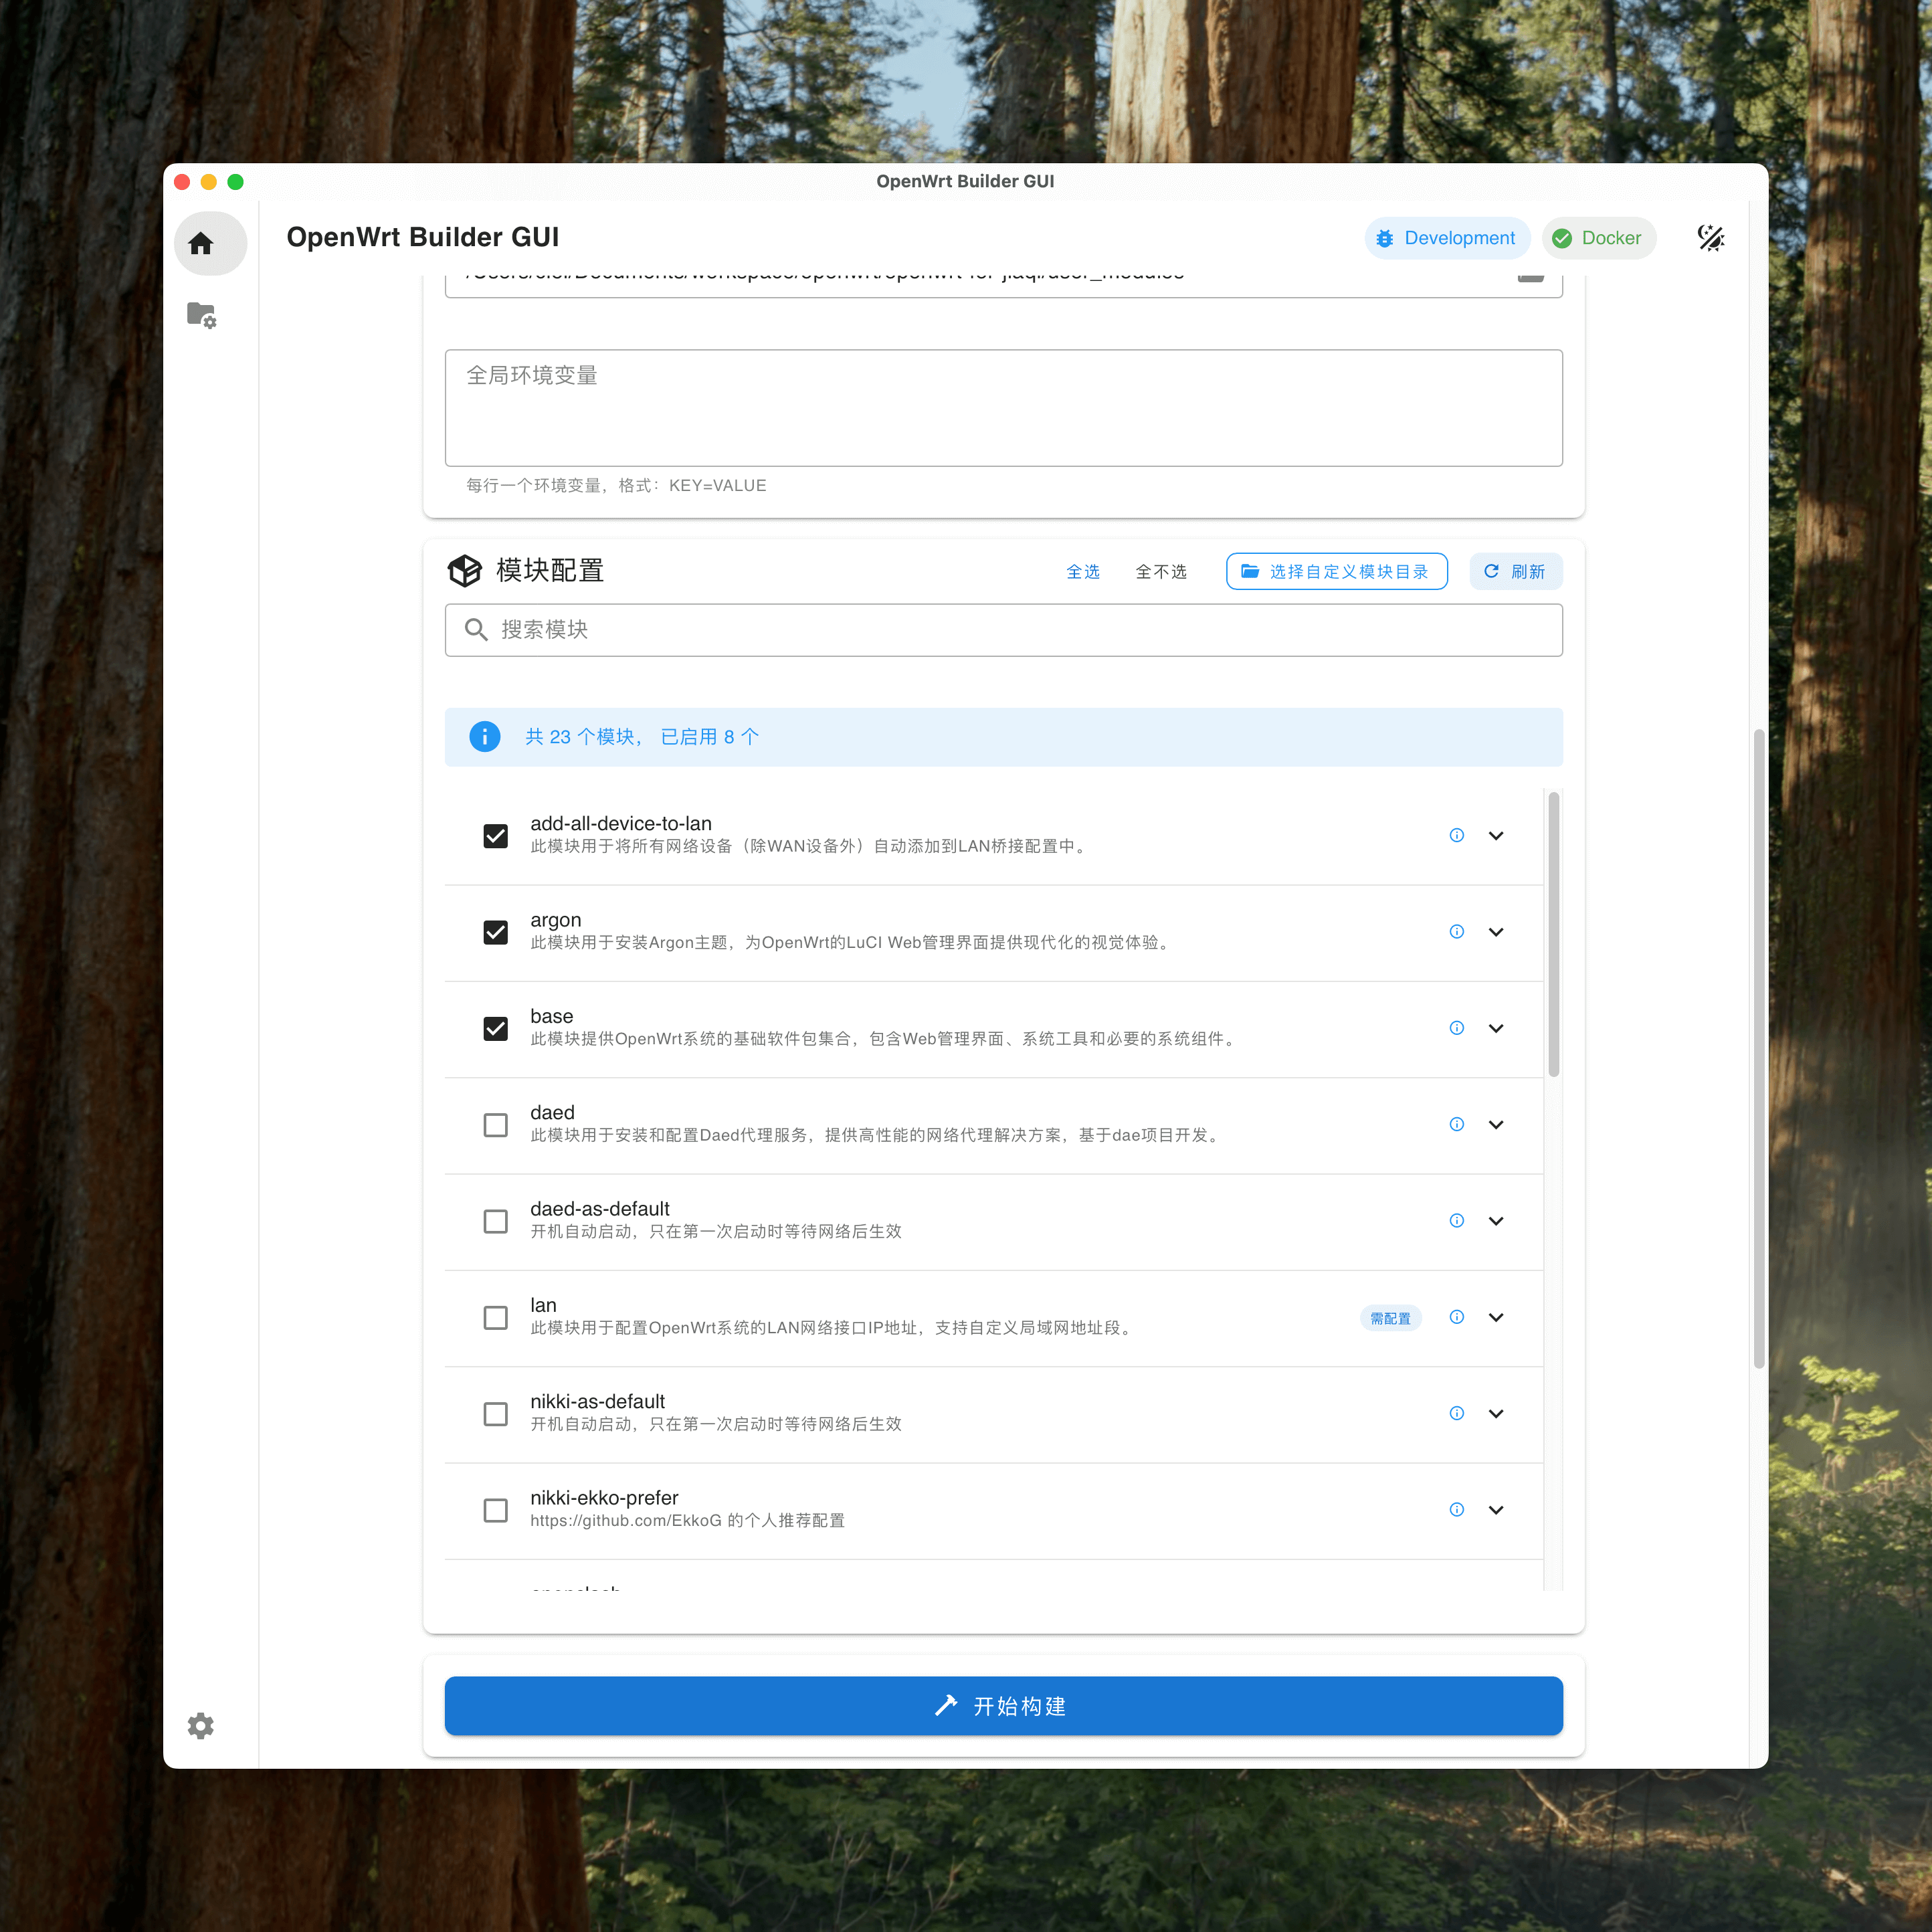 OpenWrt Builder GUI
OpenWrt Builder GUI
Development
Docker
全局环境变量
每行一个环境变量，格式：KEY=VALUE
模块配置
全选
全不选
选择自定义模块目录
刷新
搜索模块
共 23 个模块， 已启用 8 个
add-all-device-to-lan
此模块用于将所有网络设备（除WAN设备外）自动添加到LAN桥接配置中。
argon
此模块用于安装Argon主题，为OpenWrt的LuCI Web管理界面提供现代化的视觉体验。
base
此模块提供OpenWrt系统的基础软件包集合，包含Web管理界面、系统工具和必要的系统组件。
daed
此模块用于安装和配置Daed代理服务，提供高性能的网络代理解决方案，基于dae项目开发。
daed-as-default
开机自动启动，只在第一次启动时等待网络后生效
lan
此模块用于配置OpenWrt系统的LAN网络接口IP地址，支持自定义局域网地址段。
需配置
nikki-as-default
开机自动启动，只在第一次启动时等待网络后生效
nikki-ekko-prefer
https://github.com/EkkoG 的个人推荐配置
开始构建